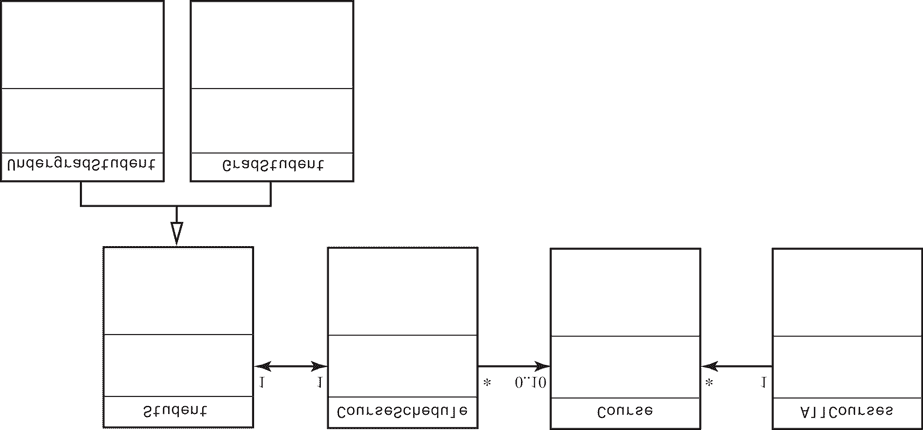 Student
CourseSchedule
Course
AllCourses
1
1
*
0..10
*
1
UndergradStudent
GradStudent